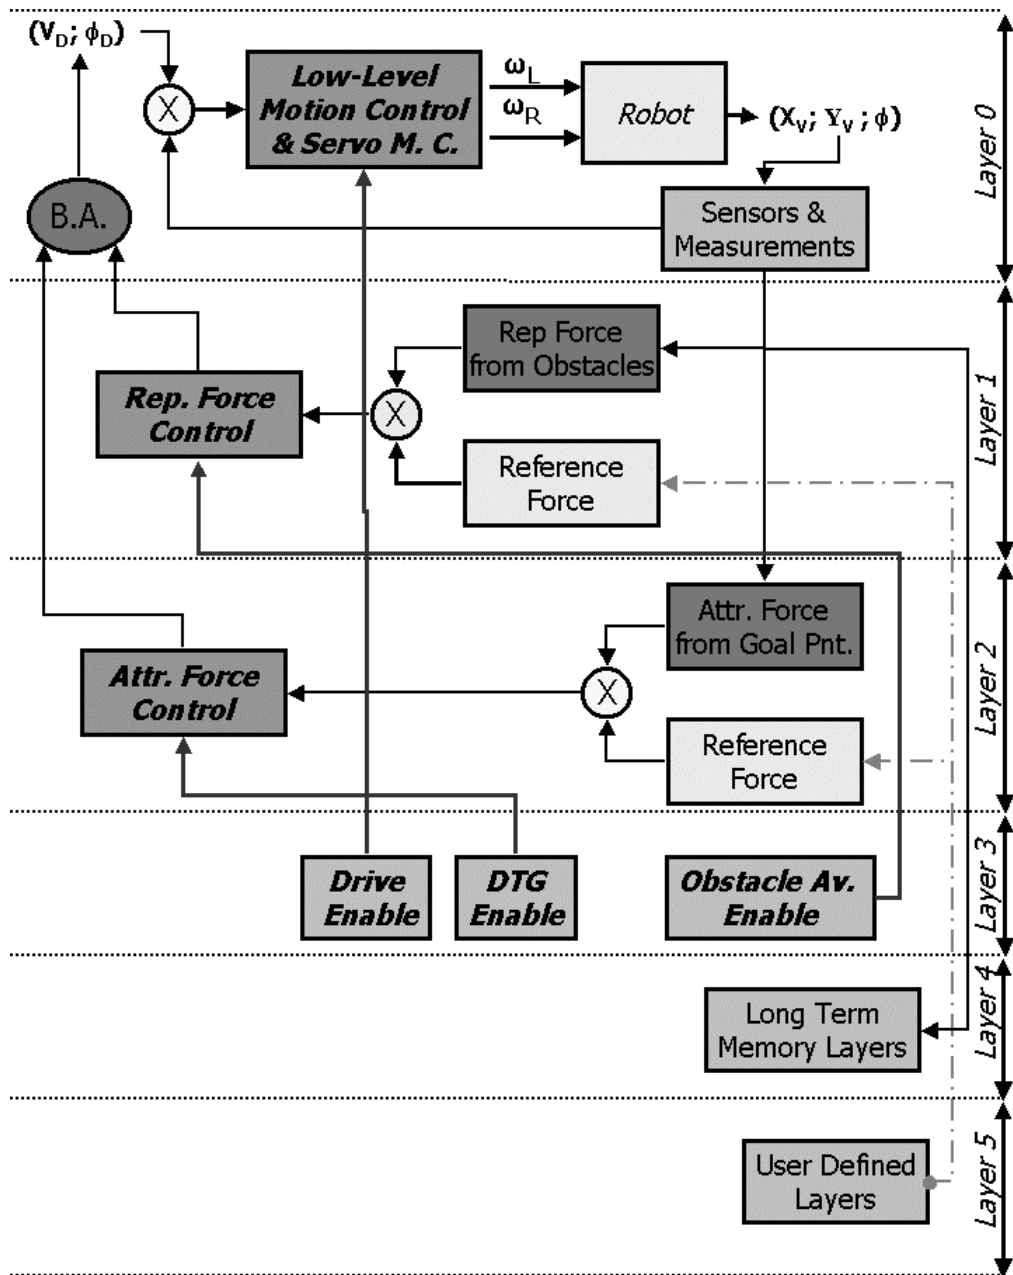 (V_D; ϕ_D)
Low-Level
Motion Control
& Servo M. C.
ω_L
ω_R
Robot
(X_V; Y_V; ϕ)
X
B.A.
Sensors &
Measurements
Layer 0
Rep Force
from Obstacles
Rep. Force
Control
X
Reference
Force
Layer 1
Attr. Force
from Goal Pnt.
Attr. Force
Control
X
Reference
Force
Layer 2
Drive
Enable
DTG
Enable
Obstacle Av.
Enable
Layer 3
Long Term
Memory Layers
Layer 4
User Defined
Layers
Layer 5